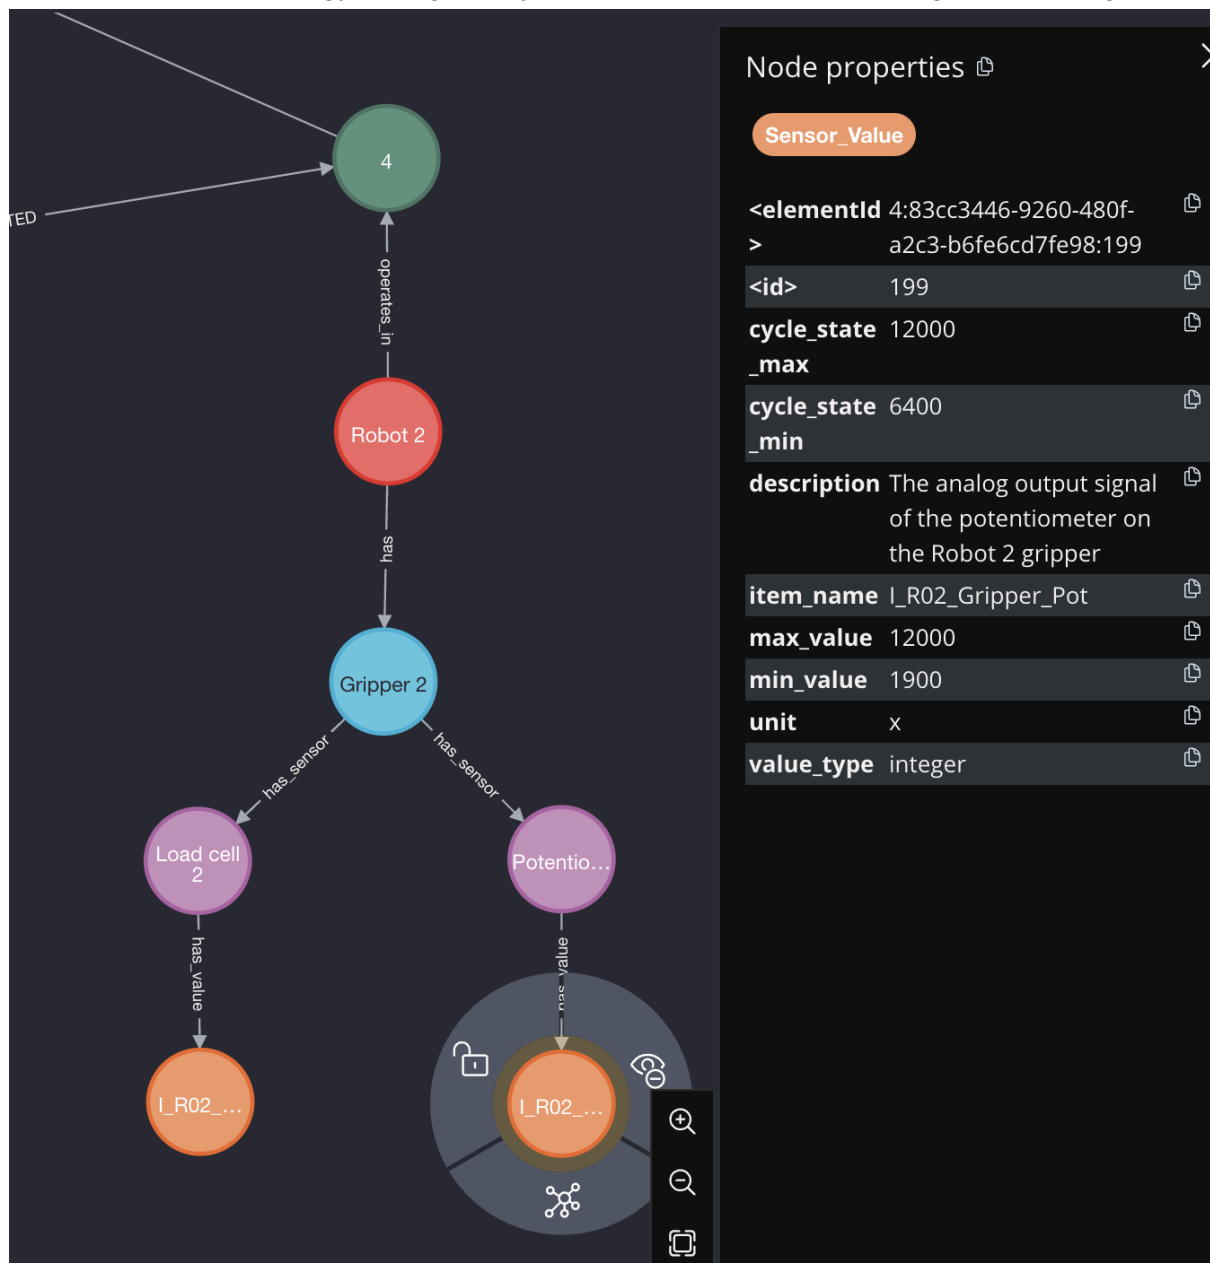 TED
4
operates_in
Robot 2
has
Gripper 2
has_sensor
has_sensor
Load cell
2
Potentio...
has_value
has_value
I_R02_...
I_R02_...
Node properties
Sensor_Value
<elementId 4:83cc3446-9260-480f-
> a2c3-b6fe6cd7fe98:199
<id> 199
cycle_state 12000
_max
cycle_state 6400
_min
description The analog output signal
of the potentiometer on
the Robot 2 gripper
item_name I_R02_Gripper_Pot
max_value 12000
min_value 1900
unit x
value_type integer